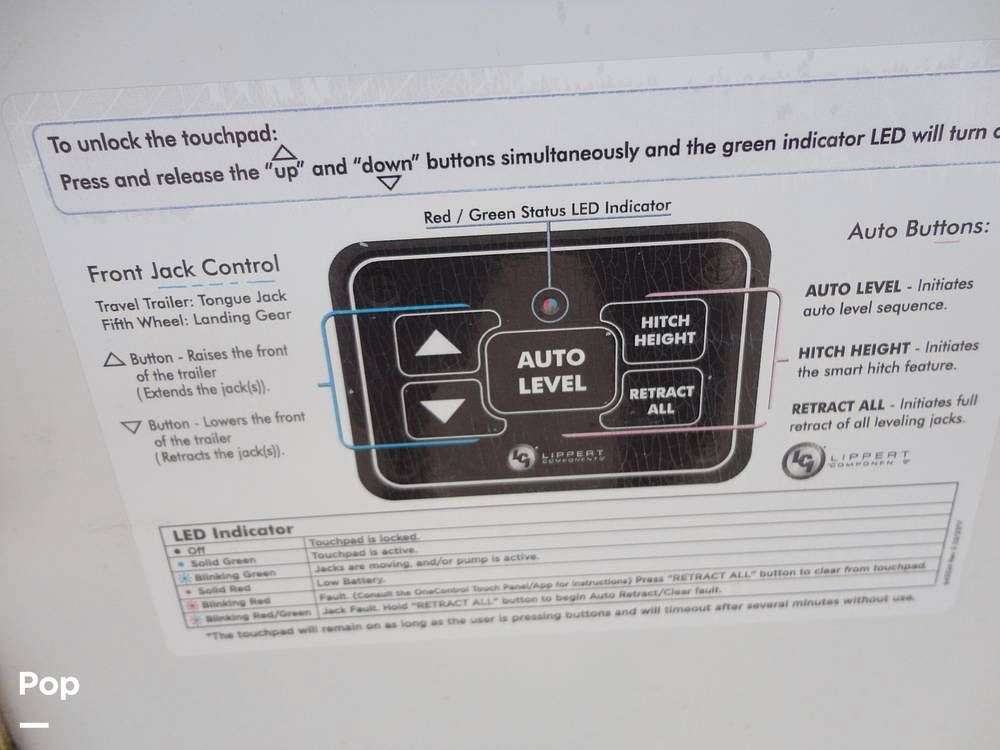 To unlock the touchpad:
Press and release the "up" and "down" buttons simultaneously and the green indicator LED will turn
Red / Green Status LED Indicator
Front Jack Control
Travel Trailer: Tongue Jack
Fifth Wheel: Landing Gear
Button - Raises the front
of the trailer
(Extends the jack(s)).
Button - Lowers the front
of the trailer
(Retracts the jack(s)).
AUTO
LEVEL
HITCH
HEIGHT
RETRACT
ALL
LCI LIPPERT
COMPONENTS
Auto Buttons:
AUTO LEVEL - Initiates
auto level sequence.
HITCH HEIGHT - Initiates
the smart hitch feature.
RETRACT ALL - Initiates full
retract of all leveling jacks.
LCI LIPPERT
COMPONENTS
LED Indicator
Off Touchpad is locked.
Solid Green Touchpad is active.
Blinking Green Jacks are moving, and/or pump is active.
Solid Red Low Battery.
Blinking Red Fault. (Consult the OneControl Touch Panel/App for instructions) Press "RETRACT ALL" button to clear from touchpad.
Blinking Red/Green Jack Fault. Hold "RETRACT ALL" button to begin Auto Retract/Clear fault.
*The touchpad will remain on as long as the user is pressing buttons and will timeout after several minutes without use.
Pop